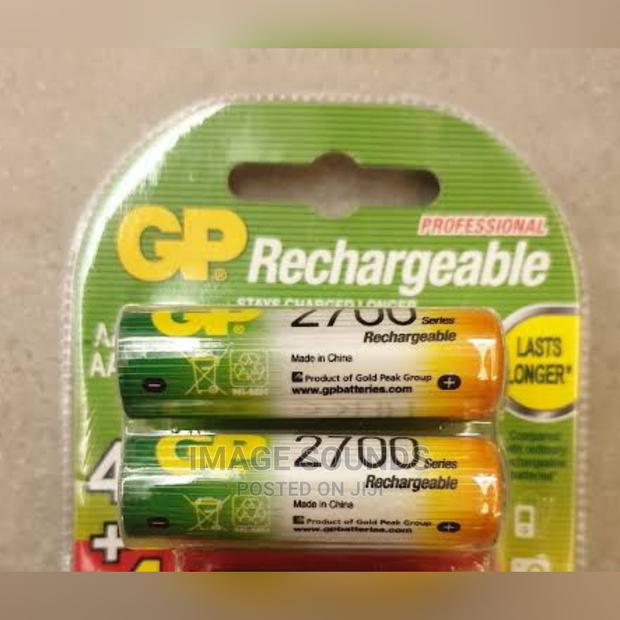 PROFESSIONAL
GP Rechargeable
STAYS CHARGED LONGER
GP 2700 Series
Rechargeable
Made in China
Product of Gold Peak Group
www.gpbatteries.com
LASTS
LONGER*
4
+
GP 2700 Series
Rechargeable
Made in China
Product of Gold Peak Group
www.gpbatteries.com
IMAGE SOUNDS
POSTED ON JIJI